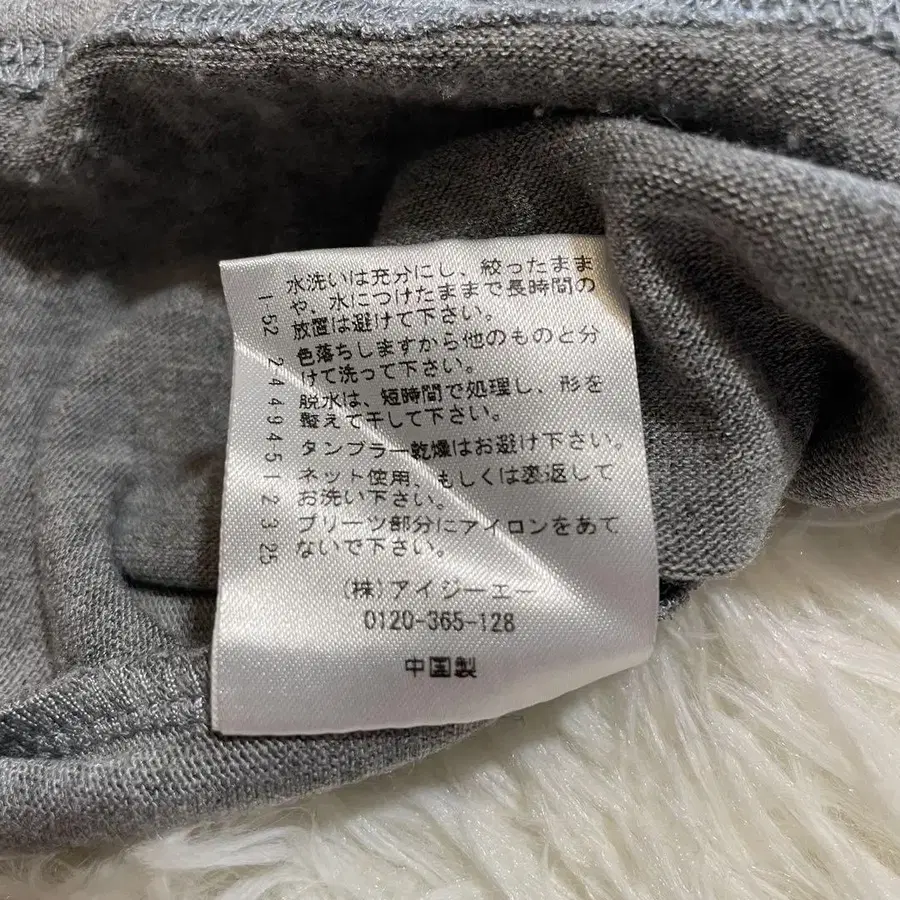 水洗いは充分にし、絞ったまま
や、水につけたままで長時間の
放置は避けて下さい。
色落ちしますから他のものと分
けて洗って下さい。
脱水は、短時間で処理し、形を
整えて干して下さい。
タンブラー乾燥はお避け下さい。
ネット使用、もしくは裏返して
お洗い下さい。
プリーツ部分にアイロンをあて
ないで下さい。
(株)アイジーエー
0120-365-128
中国製
1 52 2449451 2 3 25